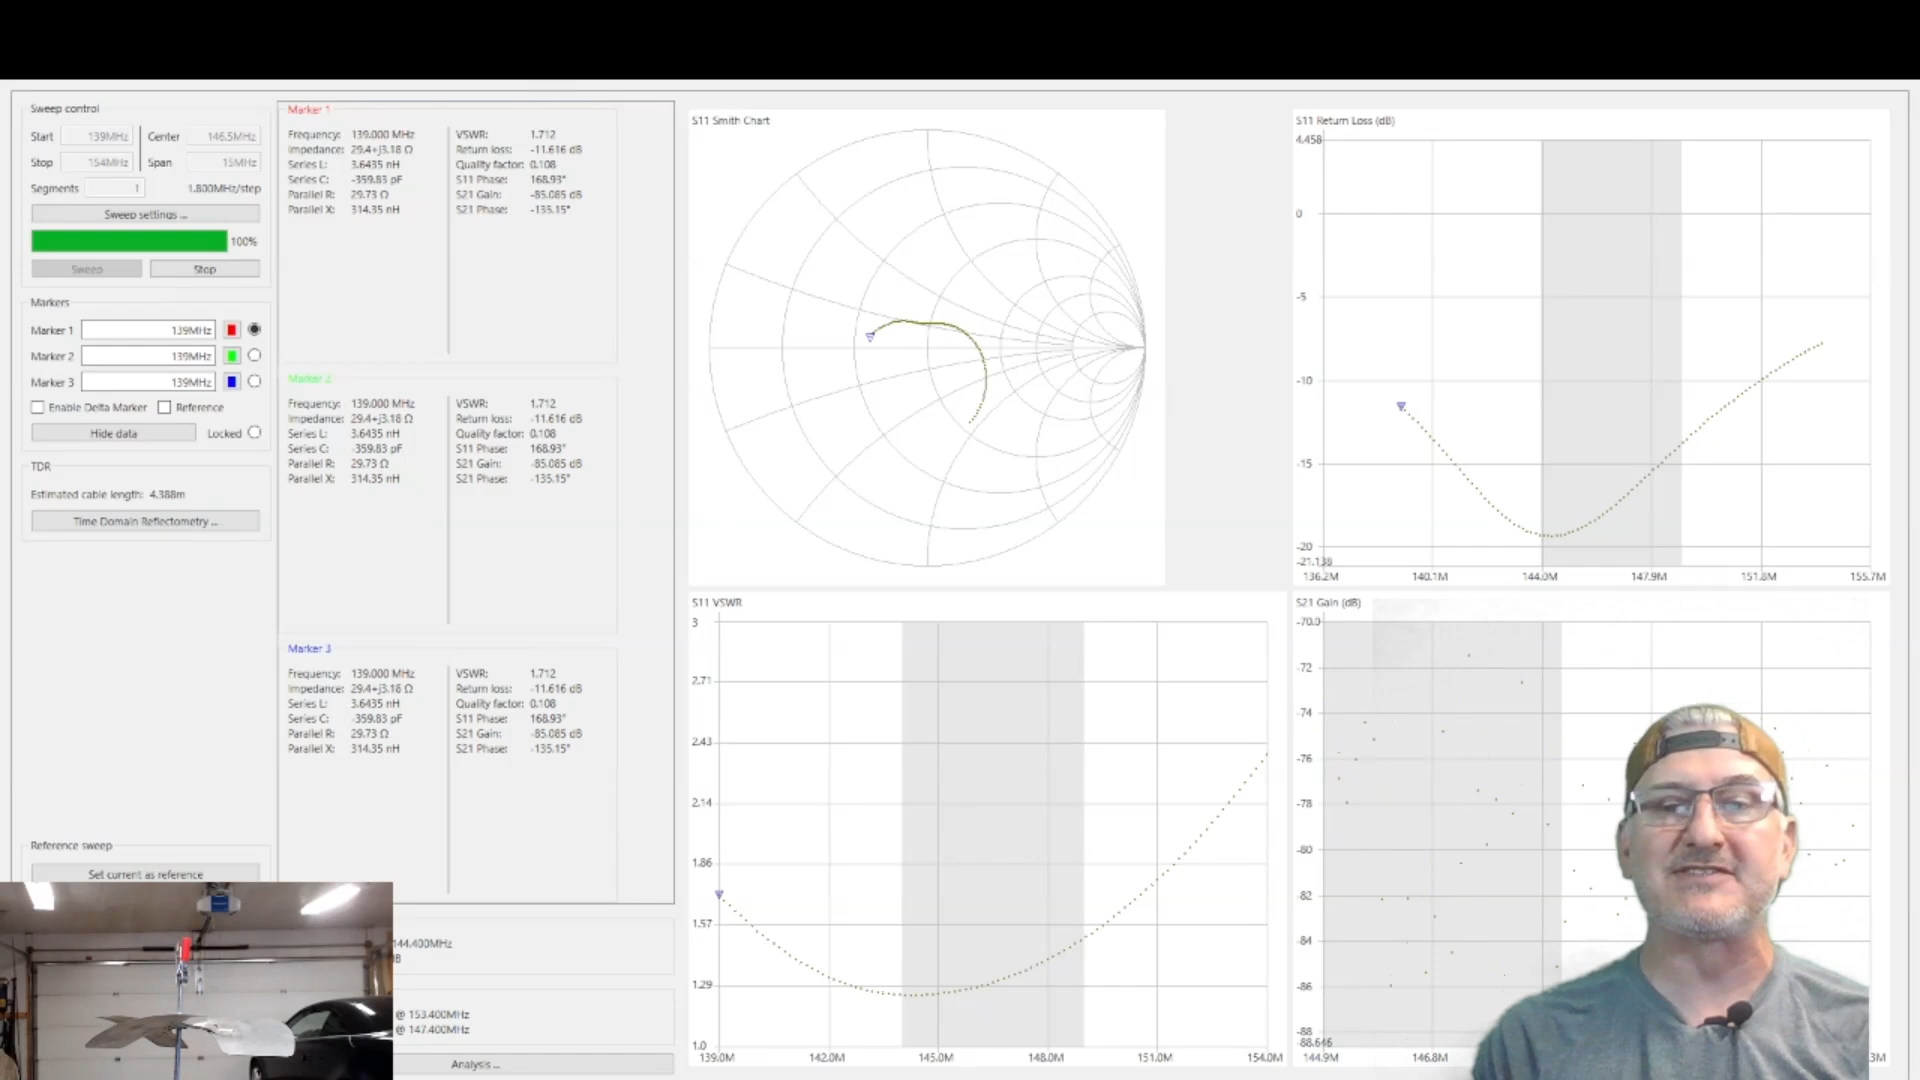 Sweep control
Start 139MHz Center 146.5MHz
Stop 154MHz Span 15MHz
Segments 1 1.800MHz/step
Sweep settings ...
100%
Sweep Stop
Markers
Marker 1 139MHz
Marker 2 139MHz
Marker 3 139MHz
Enable Delta Marker Reference
Hide data Locked
TDR
Estimated cable length: 4.388m
Time Domain Reflectometry ...
Reference sweep
Set current as reference
Marker 1
Frequency: 139.000 MHz VSWR: 1.712
Impedance: 29.4+j3.18 Ω Return loss: -11.616 dB
Series L: 3.6435 nH Quality factor: 0.108
Series C: -359.83 pF S11 Phase: 168.93°
Parallel R: 29.73 Ω S21 Gain: -85.085 dB
Parallel X: 314.35 nH S21 Phase: -135.15°
Marker 2
Frequency: 139.000 MHz VSWR: 1.712
Impedance: 29.4+j3.18 Ω Return loss: -11.616 dB
Series L: 3.6435 nH Quality factor: 0.108
Series C: -359.83 pF S11 Phase: 168.93°
Parallel R: 29.73 Ω S21 Gain: -85.085 dB
Parallel X: 314.35 nH S21 Phase: -135.15°
Marker 3
Frequency: 139.000 MHz VSWR: 1.712
Impedance: 29.4+j3.18 Ω Return loss: -11.616 dB
Series L: 3.6435 nH Quality factor: 0.108
Series C: -359.83 pF S11 Phase: 168.93°
Parallel R: 29.73 Ω S21 Gain: -85.085 dB
Parallel X: 314.35 nH S21 Phase: -135.15°
144.400MHz
@ 153.400MHz
@ 147.400MHz
Analysis ...
S11 Smith Chart
S11 Return Loss (dB)
4.458
0
-5
-10
-15
-20
-21.138
136.2M 140.1M 144.0M 147.9M 151.8M 155.7M
S11 VSWR
3
2.71
2.43
2.14
1.86
1.57
1.29
1.0
139.0M 142.0M 145.0M 148.0M 151.0M 154.0M
S21 Gain (dB)
-70.0
-72
-74
-76
-78
-80
-82
-84
-86
-88
-88.646
144.9M 146.8M 3M